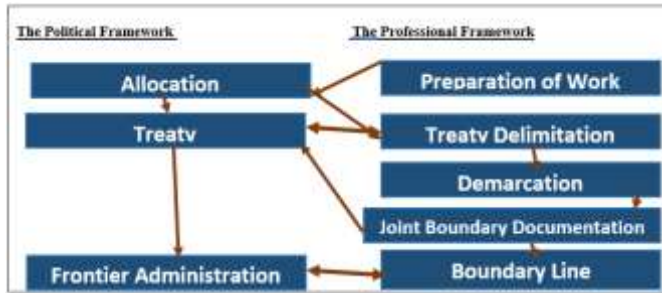 The Political Framework
The Professional Framework
Allocation
Preparation of Work
Treaty
Treaty Delimitation
Demarcation
Joint Boundary Documentation
Frontier Administration
Boundary Line